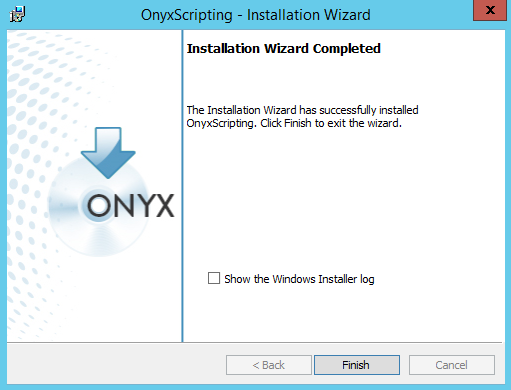 OnyxScripting - Installation Wizard
x
Installation Wizard Completed
The Installation Wizard has successfully installed
OnyxScripting. Click Finish to exit the wizard.
ONYX
Show the Windows Installer log
< Back
Finish
Cancel